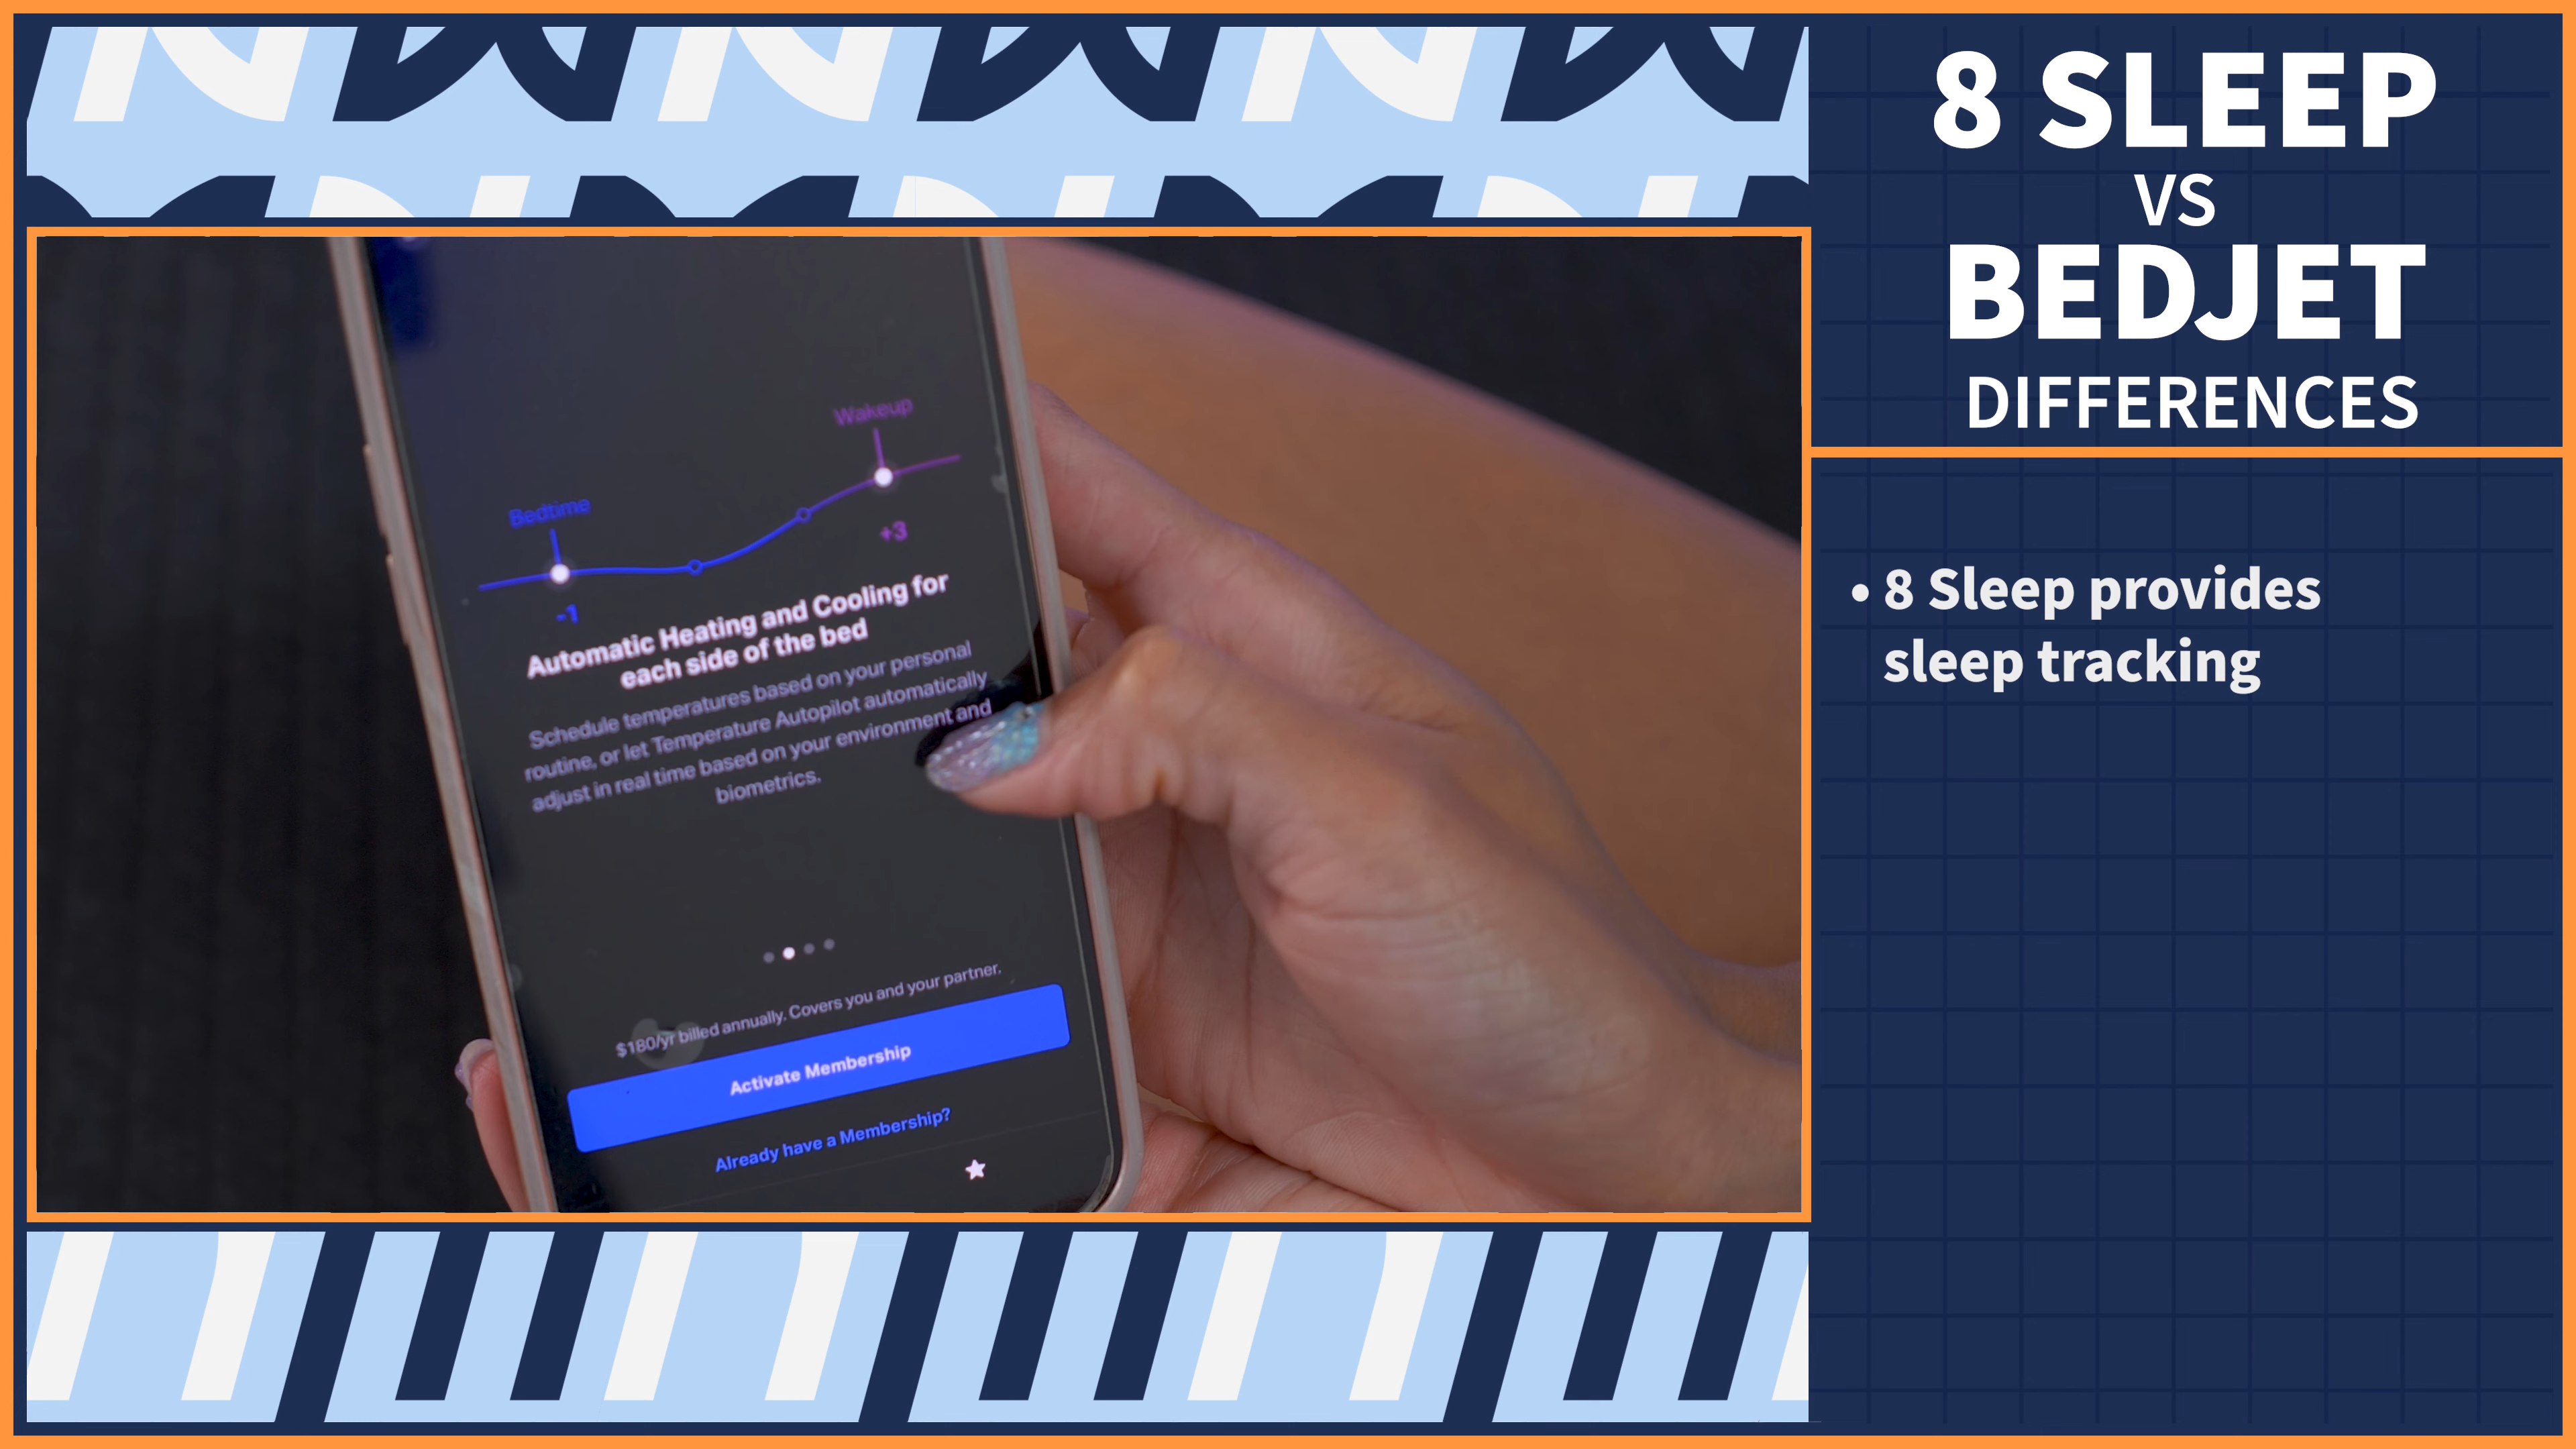 8 SLEEP
VS
BEDJET
DIFFERENCES
• 8 Sleep provides
sleep tracking
Wakeup
Bedtime
+3
-1
Automatic Heating and Cooling for
each side of the bed
Schedule temperatures based on your personal
routine, or let Temperature Autopilot automatically
adjust in real time based on your environment and
biometrics.
$180/yr billed annually. Covers you and your partner.
Activate Membership
Already have a Membership?